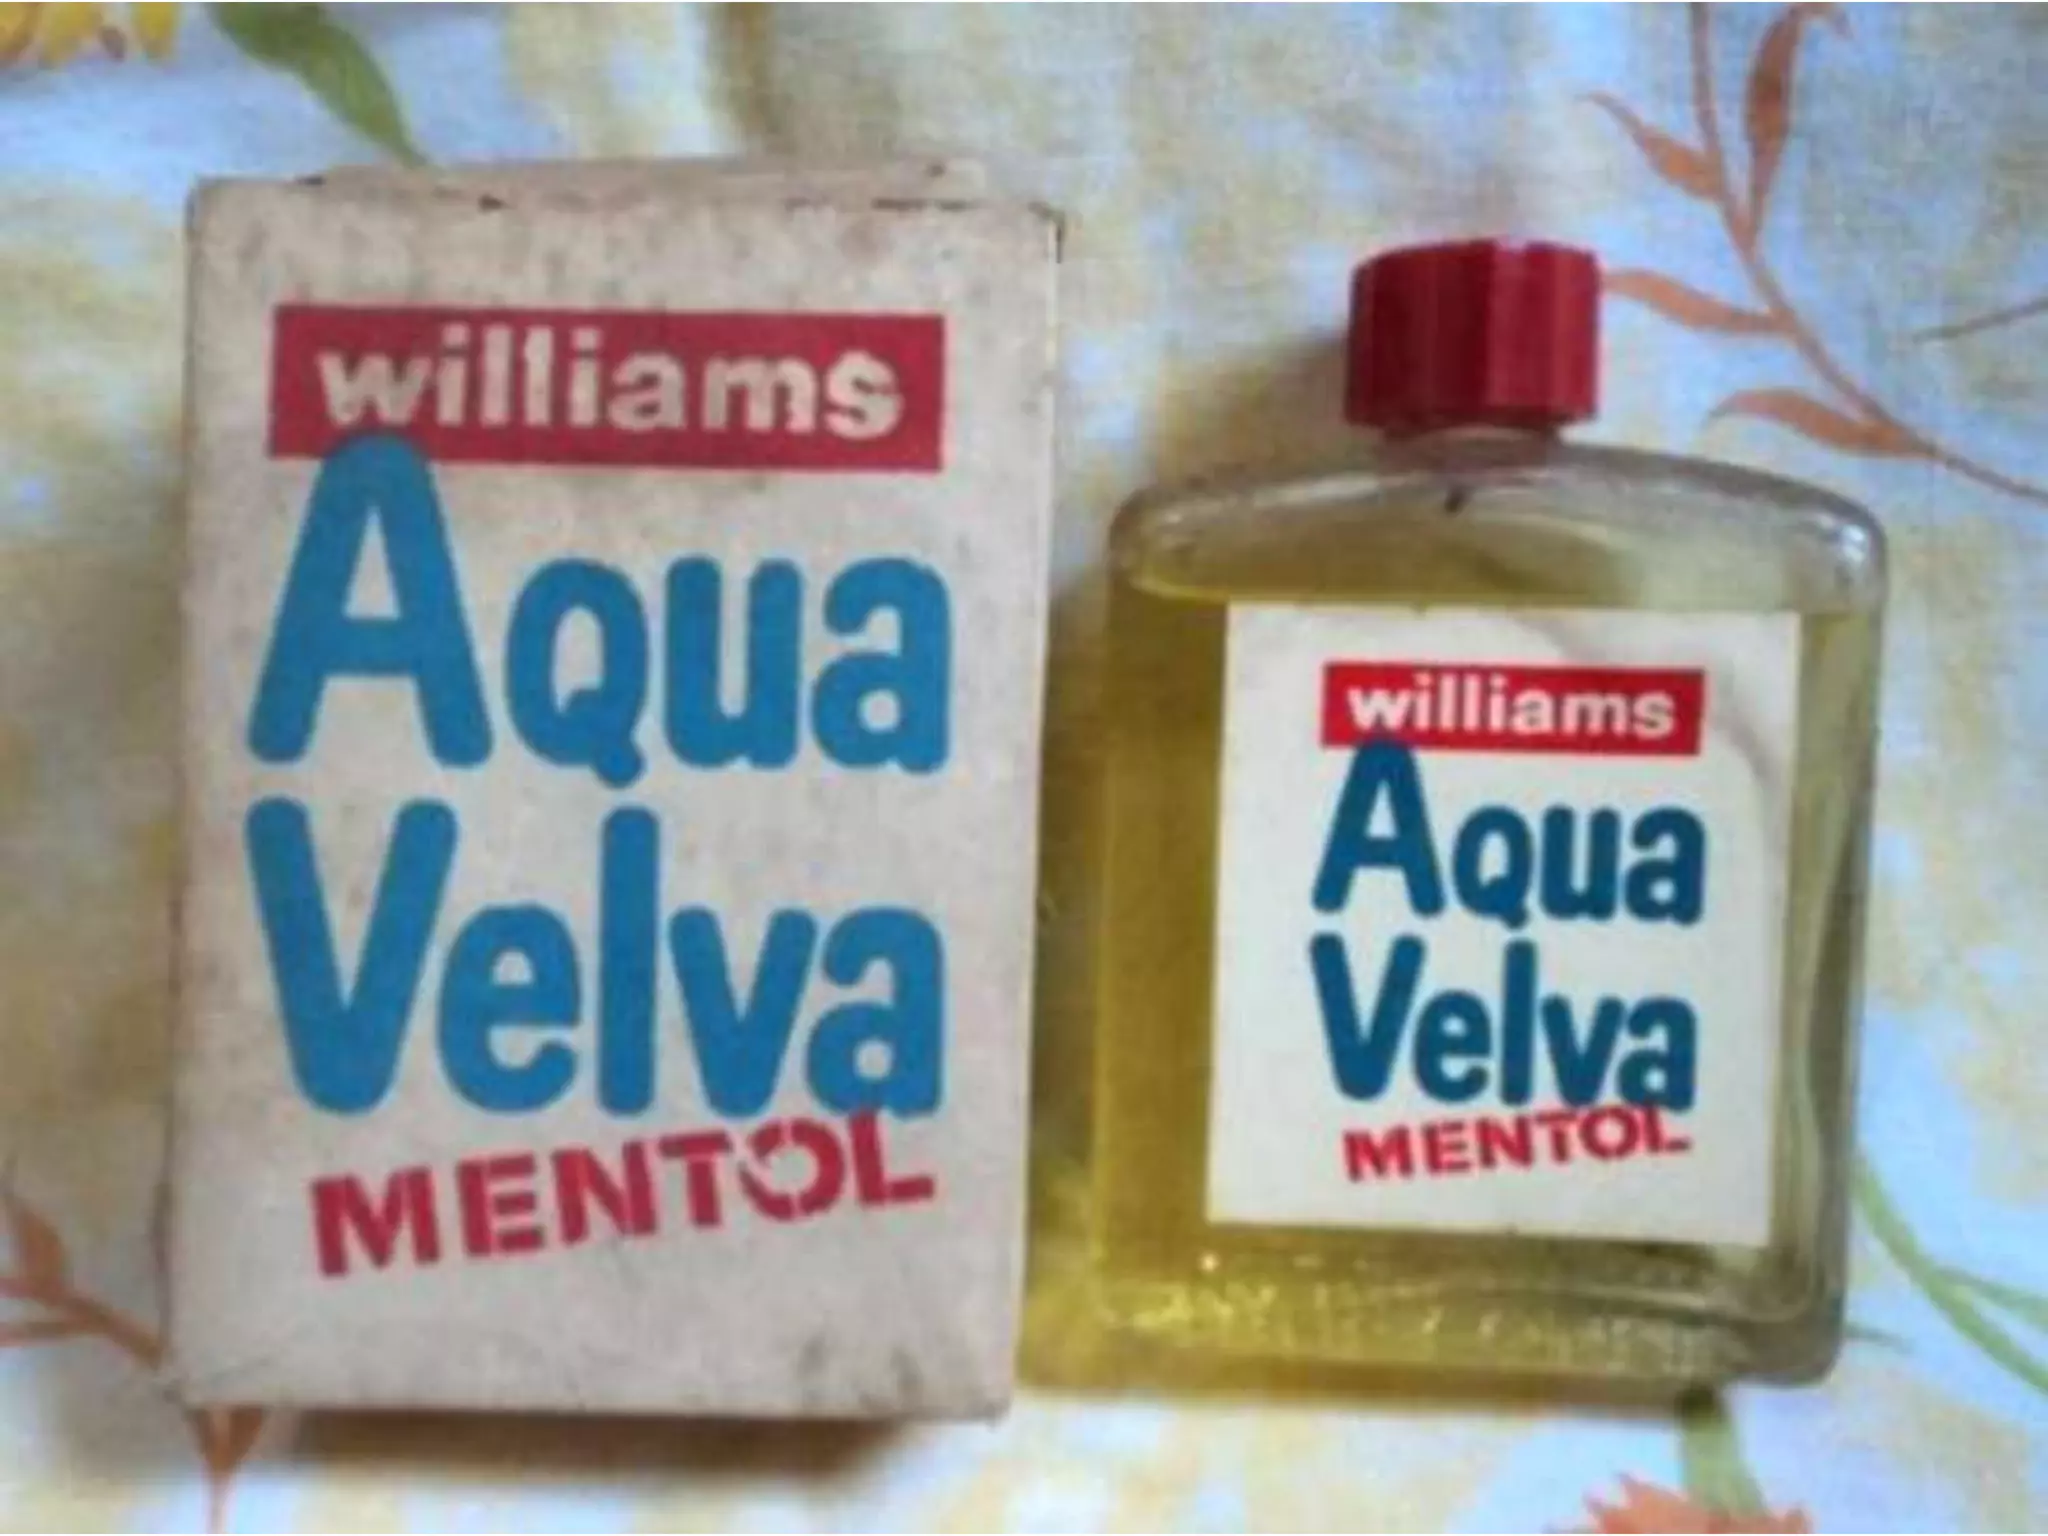 williams
Aqua
Velva
MENTOL
williams
Aqua
Velva
MENTOL